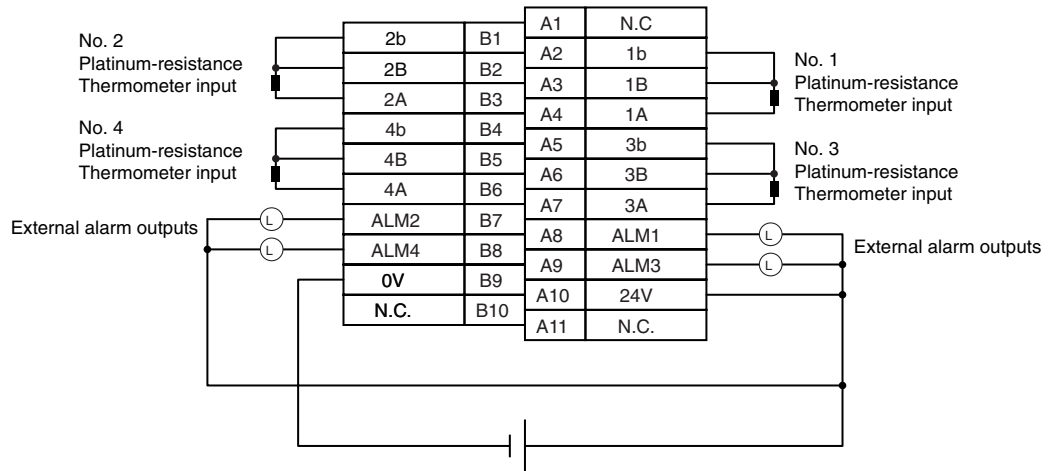 No. 2
Platinum-resistance
Thermometer input
No. 4
Platinum-resistance
Thermometer input
External alarm outputs
2b B1
2B B2
2A B3
4b B4
4B B5
4A B6
ALM2 B7
ALM4 B8
0V B9
N.C. B10
L
L
A1 N.C
A2 1b
A3 1B
A4 1A
A5 3b
A6 3B
A7 3A
A8 ALM1
A9 ALM3
A10 24V
A11 N.C.
L
L
No. 1
Platinum-resistance
Thermometer input
No. 3
Platinum-resistance
Thermometer input
External alarm outputs